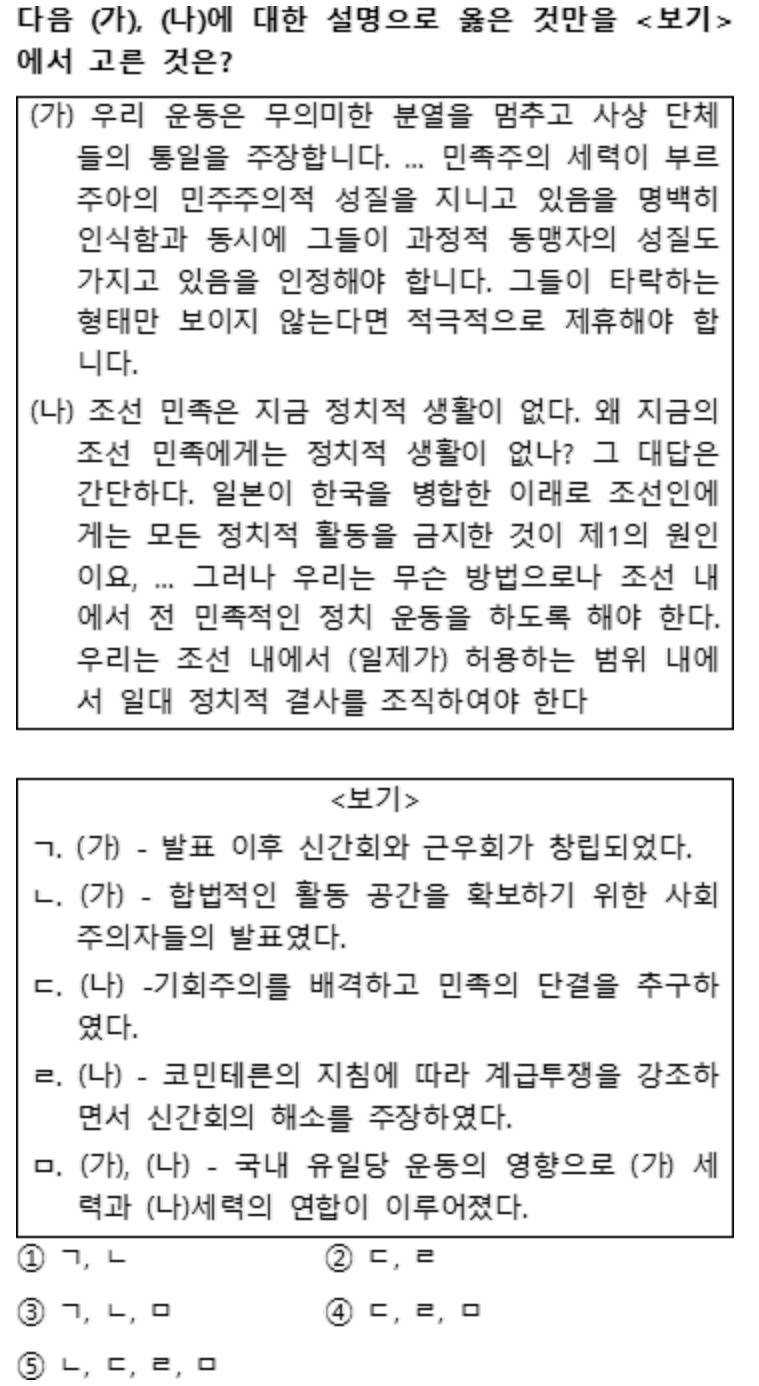 다음 (가), (나)에 대한 설명으로 옳은 것만을 <보기>
에서 고른 것은?
(가) 우리 운동은 무의미한 분열을 멈추고 사상 단체
들의 통일을 주장합니다. ... 민족주의 세력이 부르
주아의 민주주의적 성질을 지니고 있음을 명백히
인식함과 동시에 그들이 과정적 동맹자의 성질도
가지고 있음을 인정해야 합니다. 그들이 타락하는
형태만 보이지 않는다면 적극적으로 제휴해야 합
니다.
(나) 조선 민족은 지금 정치적 생활이 없다. 왜 지금의
조선 민족에게는 정치적 생활이 없나? 그 대답은
간단하다. 일본이 한국을 병합한 이래로 조선인에
게는 모든 정치적 활동을 금지한 것이 제1의 원인
이요, ... 그러나 우리는 무슨 방법으로나 조선 내
에서 전 민족적인 정치 운동을 하도록 해야 한다.
우리는 조선 내에서 (일제가) 허용하는 범위 내에
서 일대 정치적 결사를 조직하여야 한다
<보기>
ㄱ. (가) - 발표 이후 신간회와 근우회가 창립되었다.
ㄴ. (가) - 합법적인 활동 공간을 확보하기 위한 사회
주의자들의 발표였다.
ㄷ. (나) -기회주의를 배격하고 민족의 단결을 추구하
였다.
ㄹ. (나) - 코민테른의 지침에 따라 계급투쟁을 강조하
면서 신간회의 해소를 주장하였다.
ㅁ. (가), (나) - 국내 유일당 운동의 영향으로 (가) 세
력과 (나)세력의 연합이 이루어졌다.
① ㄱ, ㄴ ② ㄷ, ㄹ
③ ㄱ, ㄴ, ㅁ ④ ㄷ, ㄹ, ㅁ
⑤ ㄴ, ㄷ, ㄹ, ㅁ